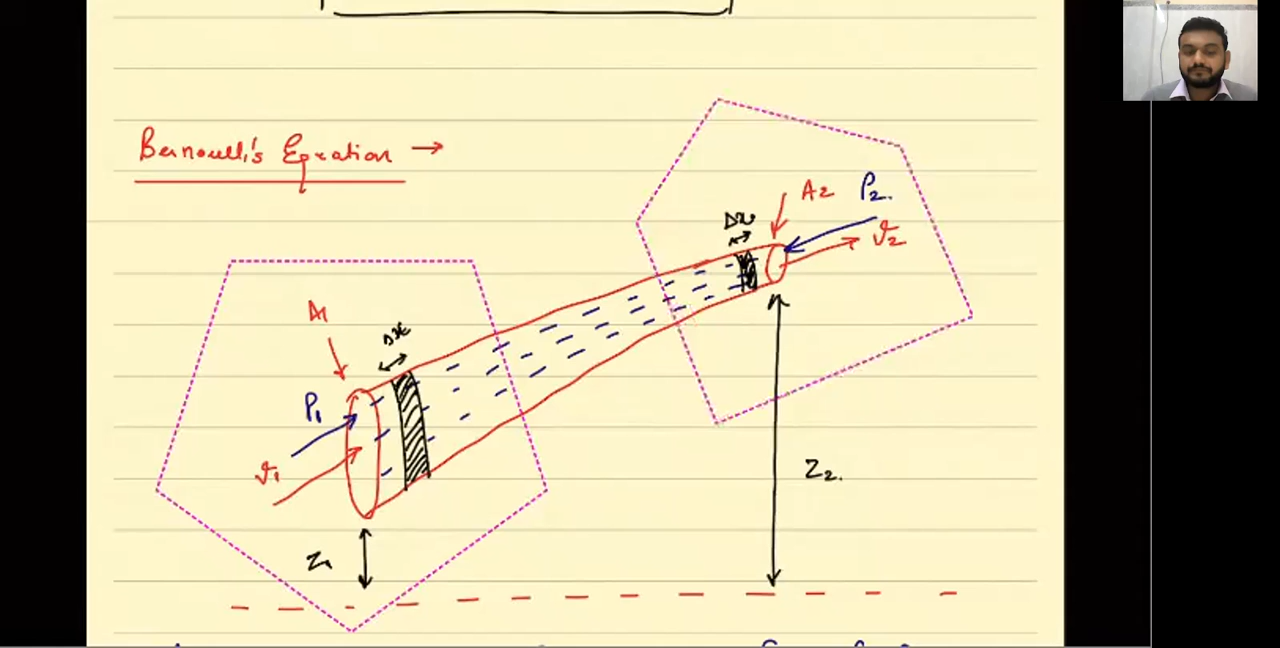 Bernoulli's Equation →
A2
P2.
Δx
v2
A1
Δx
P1
v1
Z2.
Z1